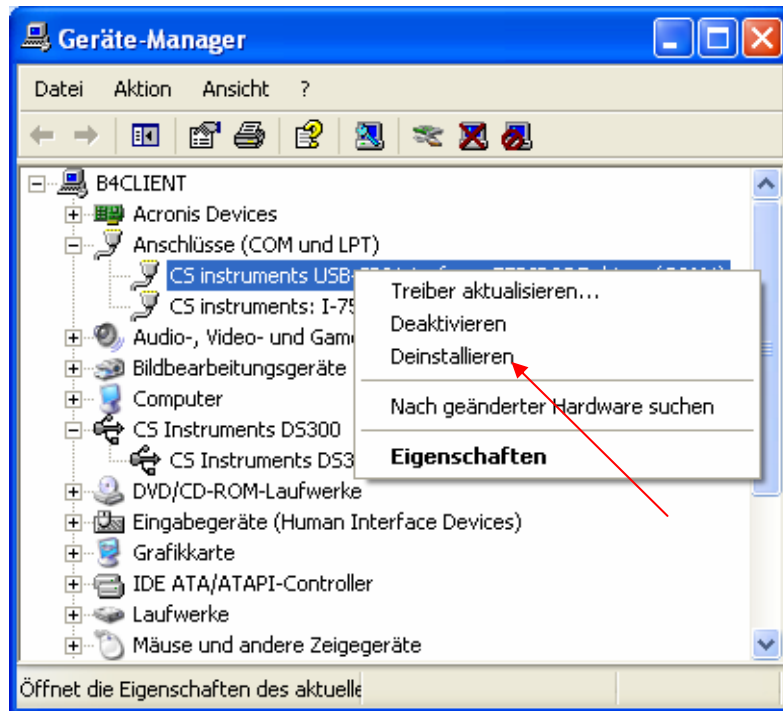 Geräte-Manager
Datei Aktion Ansicht ?
B4CLIENT
Acronis Devices
Anschlüsse (COM und LPT)
CS instruments USB-
CS instruments: I-75
Audio-, Video- und Gam
Bildbearbeitungsgeräte
Computer
CS Instruments DS300
CS Instruments DS3
DVD/CD-ROM-Laufwerke
Eingabegeräte (Human Interface Devices)
Grafikkarte
IDE ATA/ATAPI-Controller
Laufwerke
Mäuse und andere Zeigegeräte
Treiber aktualisieren...
Deaktivieren
Deinstallieren
Nach geänderter Hardware suchen
Eigenschaften
Öffnet die Eigenschaften des aktuelle